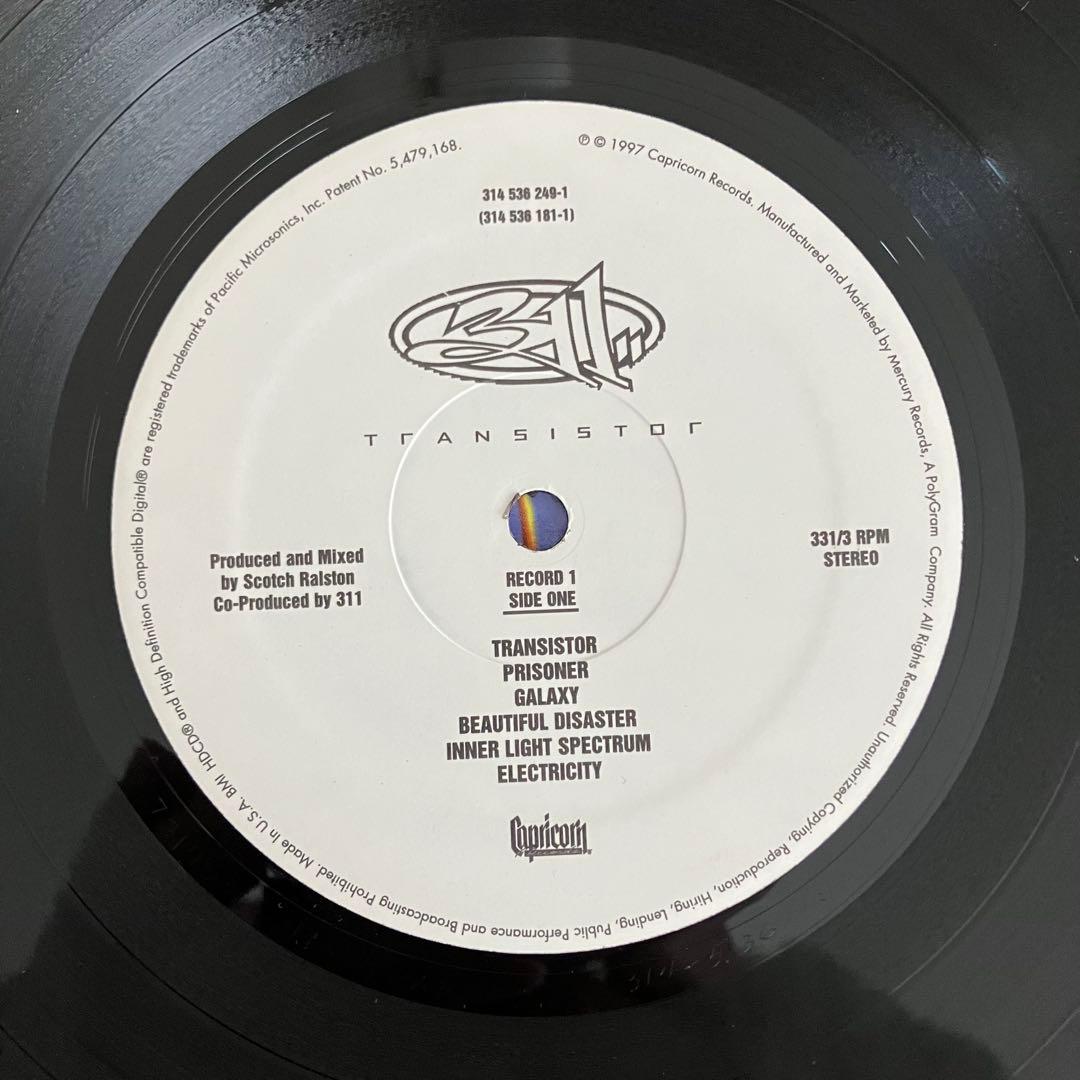 ℗ © 1997 Capricorn Records. Manufactured and Marketed by Mercury Records, A PolyGram Company. All Rights Reserved. Unauthorized Copying, Reproduction, Hiring, Lending, Public Performance and Broadcasting Prohibited. Made In U.S.A. BMI HDCD® and High Definition Compatible Digital® are registered trademarks of Pacific Microsonics, Inc. Patent No. 5,479,168.
314 536 249-1
(314 536 181-1)
311
TRANSISTOR
Produced and Mixed
by Scotch Ralston
Co-Produced by 311
331/3 RPM
STEREO
RECORD 1
SIDE ONE
TRANSISTOR
PRISONER
GALAXY
BEAUTIFUL DISASTER
INNER LIGHT SPECTRUM
ELECTRICITY
Capricorn